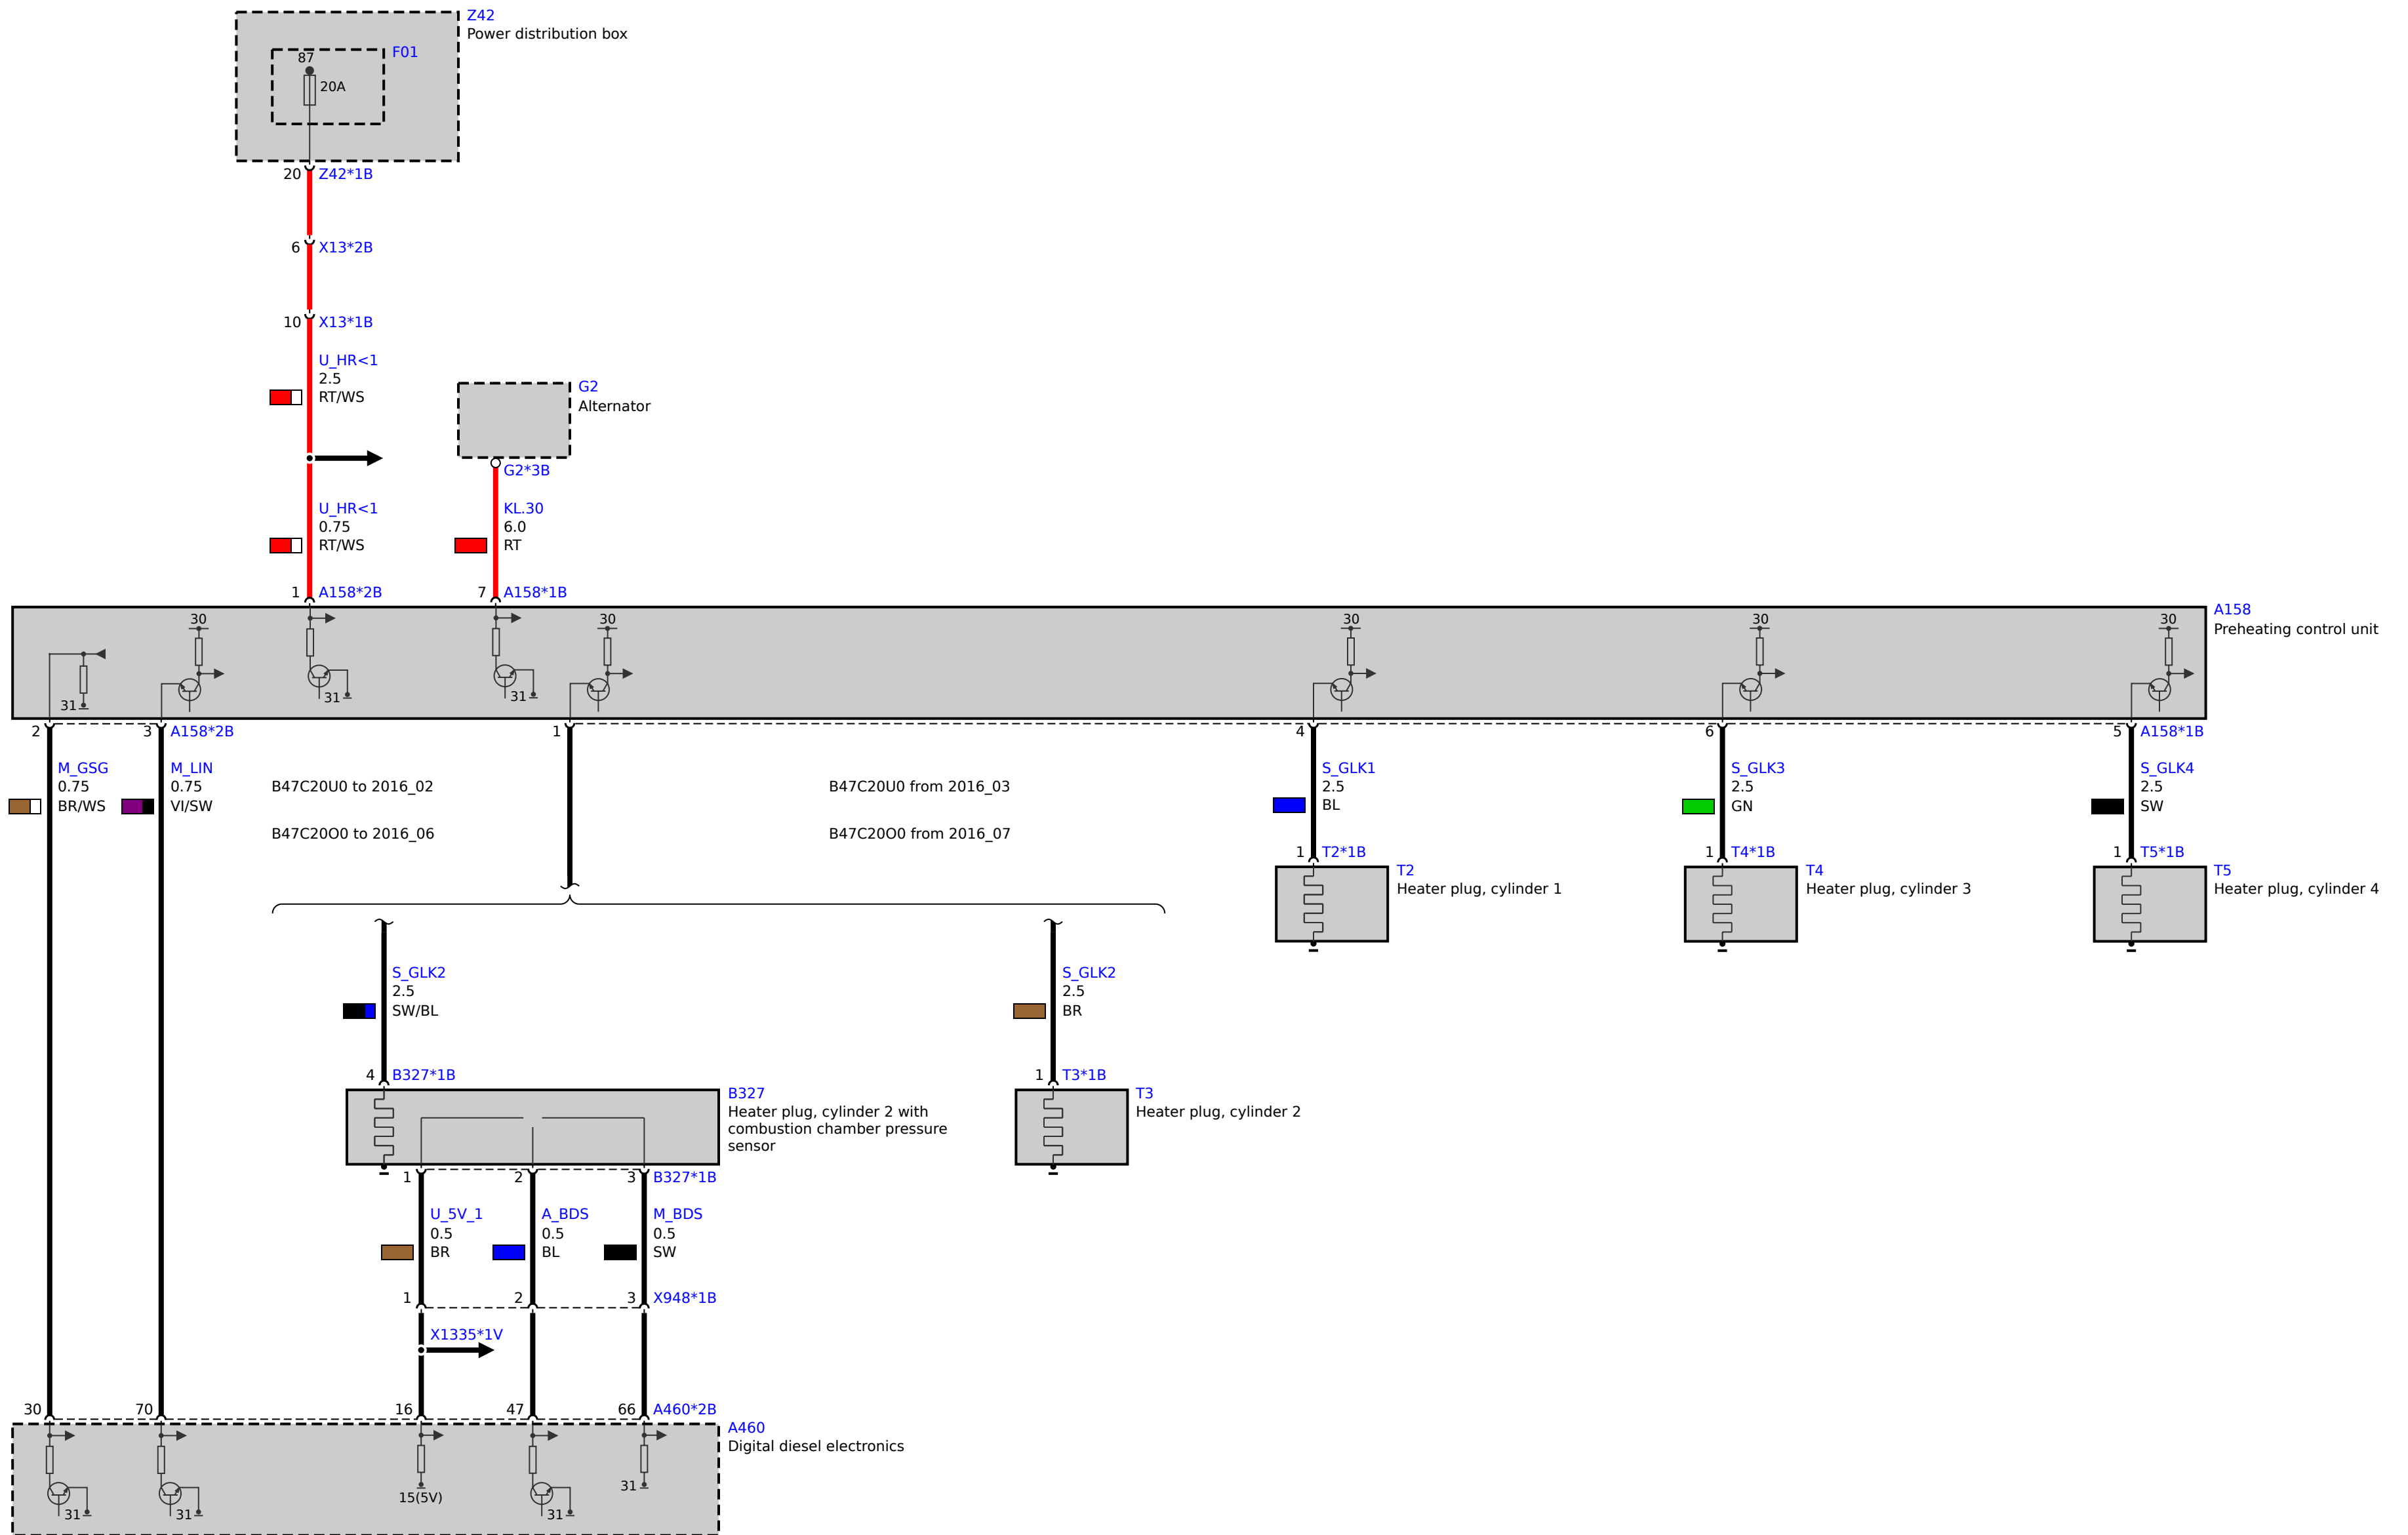 Z42
Power distribution box
F01
87
20A
20 Z42*1B
6 X13*2B
10 X13*1B
U_HR<1
2.5
RT/WS
G2
Alternator
G2*3B
U_HR<1
0.75
RT/WS
KL.30
6.0
RT
1 A158*2B
7 A158*1B
A158
Preheating control unit
30 30 30 30 30
31 31 31
2 3 A158*2B 1 4 6 5 A158*1B
M_GSG
0.75
BR/WS
M_LIN
0.75
VI/SW
B47C20U0 to 2016_02
B47C20O0 to 2016_06
B47C20U0 from 2016_03
B47C20O0 from 2016_07
S_GLK1
2.5
BL
S_GLK3
2.5
GN
S_GLK4
2.5
SW
1 T2*1B
1 T4*1B
1 T5*1B
T2
Heater plug, cylinder 1
T4
Heater plug, cylinder 3
T5
Heater plug, cylinder 4
S_GLK2
2.5
SW/BL
S_GLK2
2.5
BR
4 B327*1B
1 T3*1B
B327
Heater plug, cylinder 2 with
combustion chamber pressure
sensor
T3
Heater plug, cylinder 2
1 2 3 B327*1B
U_5V_1
0.5
BR
A_BDS
0.5
BL
M_BDS
0.5
SW
1 2 3 X948*1B
X1335*1V
30 70 16 47 66 A460*2B
A460
Digital diesel electronics
31 31 15(5V) 31 31